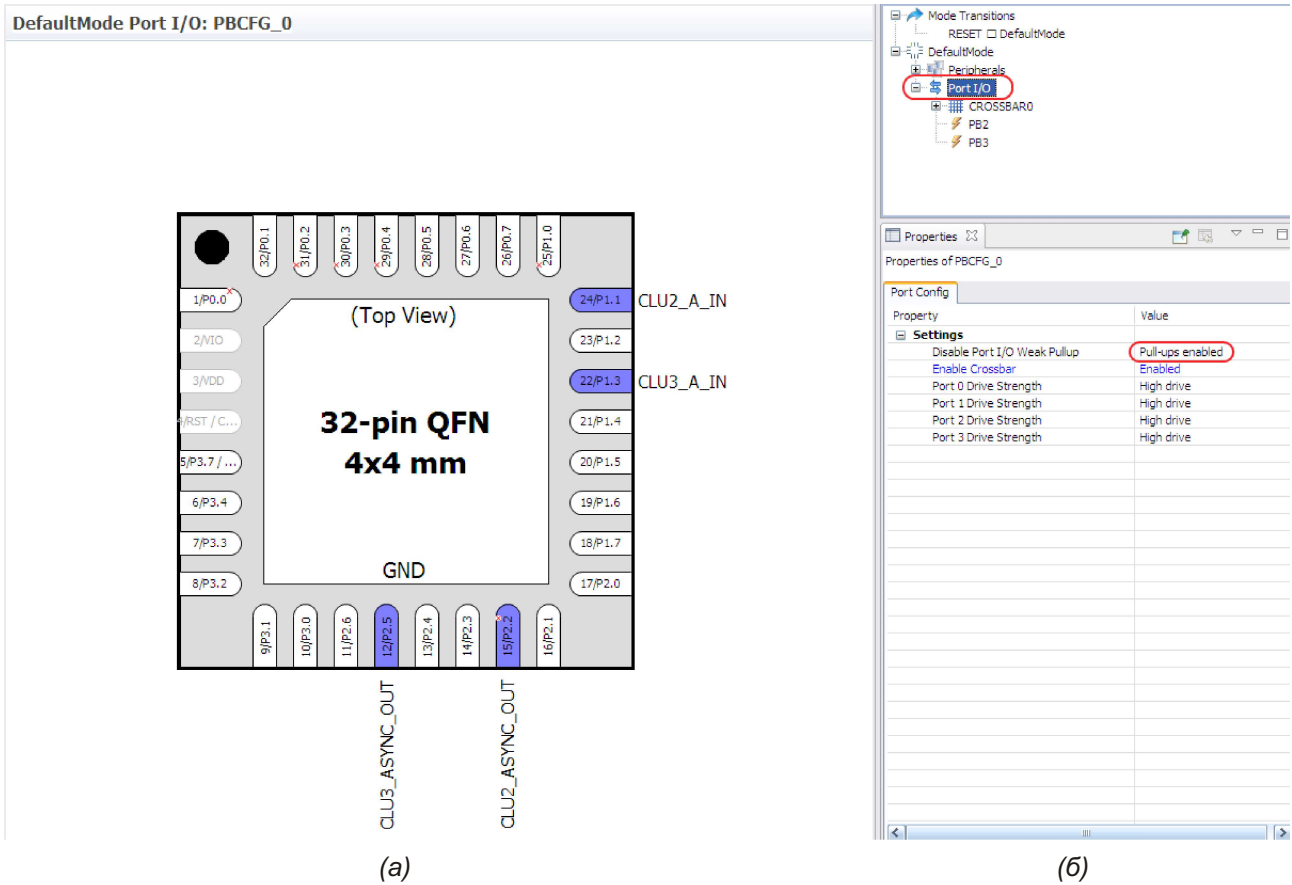 DefaultMode Port I/O: PBCFG_0
32/P0.1
31/P0.2
30/P0.3
29/P0.4
28/P0.5
27/P0.6
26/P0.7
25/P1.0
1/P0.0
2/VIO
3/VDD
/RST / C...
5/P3.7 / ...
6/P3.4
7/P3.3
8/P3.2
(Top View)
32-pin QFN
4x4 mm
GND
24/P1.1 CLU2_A_IN
23/P1.2
22/P1.3 CLU3_A_IN
21/P1.4
20/P1.5
19/P1.6
18/P1.7
17/P2.0
9/P3.1
10/P3.0
11/P2.6
12/P2.5
13/P2.4
14/P2.3
15/P2.2
16/P2.1
CLU3_ASYNC_OUT
CLU2_ASYNC_OUT
(а)
Mode Transitions
RESET □ DefaultMode
DefaultMode
Peripherals
Port I/O
CROSSBAR0
PB2
PB3
Properties
Properties of PBCFG_0
Port Config
Property Value
Settings
Disable Port I/O Weak Pullup Pull-ups enabled
Enable Crossbar Enabled
Port 0 Drive Strength High drive
Port 1 Drive Strength High drive
Port 2 Drive Strength High drive
Port 3 Drive Strength High drive
(б)